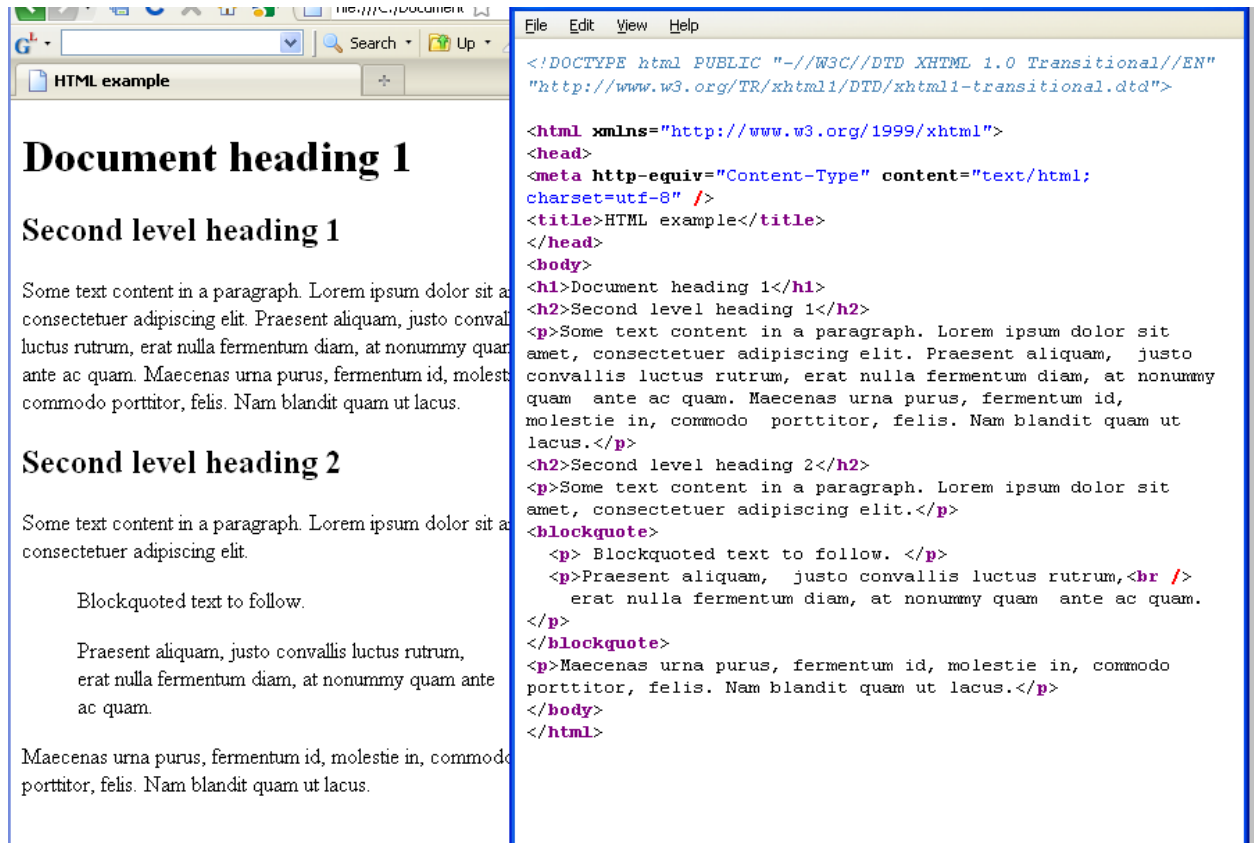 file:///C:/Document
Search
Up
HTML example
Document heading 1
Second level heading 1
Some text content in a paragraph. Lorem ipsum dolor sit a
consectetuer adipiscing elit. Praesent aliquam, justo conval
luctus rutrum, erat nulla fermentum diam, at nonummy quam
ante ac quam. Maecenas urna purus, fermentum id, molest
commodo porttitor, felis. Nam blandit quam ut lacus.
Second level heading 2
Some text content in a paragraph. Lorem ipsum dolor sit a
consectetuer adipiscing elit.
Blockquoted text to follow.
Praesent aliquam, justo convallis luctus rutrum,
erat nulla fermentum diam, at nonummy quam ante
ac quam.
Maecenas urna purus, fermentum id, molestie in, commodo
porttitor, felis. Nam blandit quam ut lacus.
File Edit View Help
<!DOCTYPE html PUBLIC "-//W3C//DTD XHTML 1.0 Transitional//EN"
"http://www.w3.org/TR/xhtml1/DTD/xhtml1-transitional.dtd">
<html xmlns="http://www.w3.org/1999/xhtml">
<head>
<meta http-equiv="Content-Type" content="text/html;
charset=utf-8" />
<title>HTML example</title>
</head>
<body>
<h1>Document heading 1</h1>
<h2>Second level heading 1</h2>
<p>Some text content in a paragraph. Lorem ipsum dolor sit
amet, consectetuer adipiscing elit. Praesent aliquam,  justo
convallis luctus rutrum, erat nulla fermentum diam, at nonummy
quam  ante ac quam. Maecenas urna purus, fermentum id,
molestie in, commodo  porttitor, felis. Nam blandit quam ut
lacus.</p>
<h2>Second level heading 2</h2>
<p>Some text content in a paragraph. Lorem ipsum dolor sit
amet, consectetuer adipiscing elit.</p>
<blockquote>
  <p> Blockquoted text to follow. </p>
  <p>Praesent aliquam,  justo convallis luctus rutrum,<br />
    erat nulla fermentum diam, at nonummy quam  ante ac quam.
</p>
</blockquote>
<p>Maecenas urna purus, fermentum id, molestie in, commodo
porttitor, felis. Nam blandit quam ut lacus.</p>
</body>
</html>